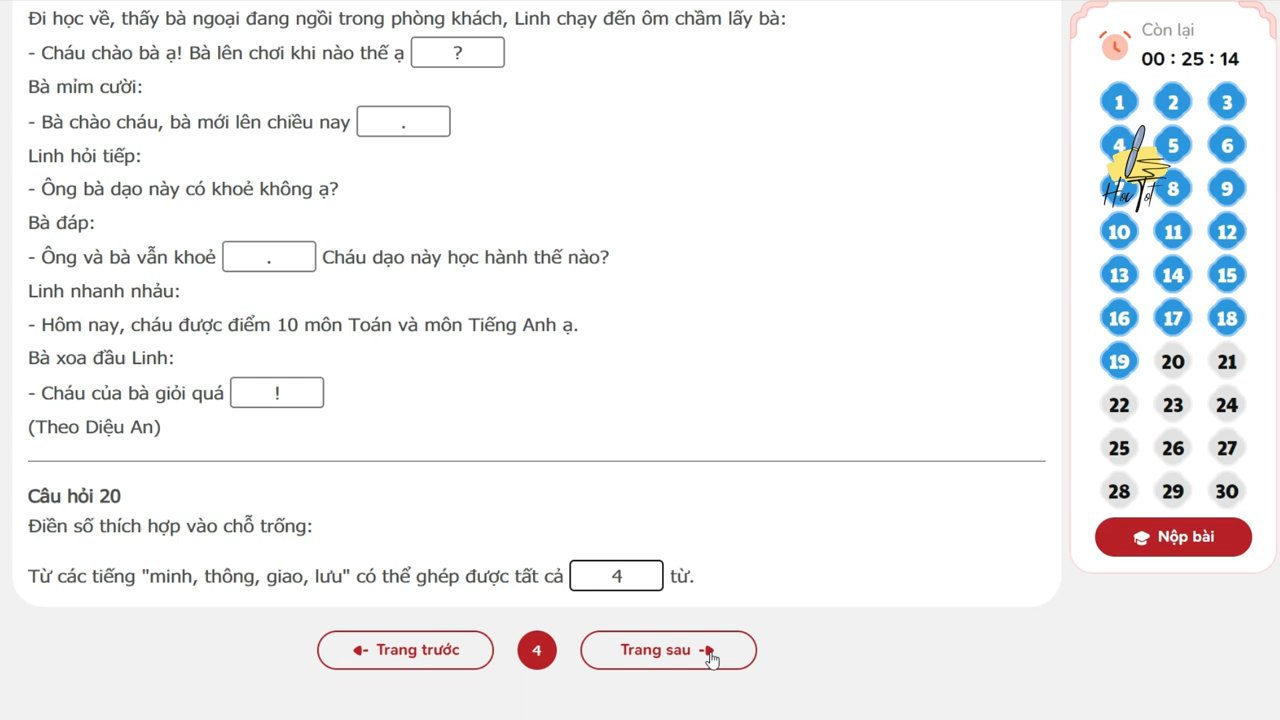 Đi học về, thấy bà ngoại đang ngồi trong phòng khách, Linh chạy đến ôm chầm lấy bà:
- Cháu chào bà ạ! Bà lên chơi khi nào thế ạ ?
Bà mỉm cười:
- Bà chào cháu, bà mới lên chiều nay .
Linh hỏi tiếp:
- Ông bà dạo này có khoẻ không ạ?
Bà đáp:
- Ông và bà vẫn khoẻ . Cháu dạo này học hành thế nào?
Linh nhanh nhảu:
- Hôm nay, cháu được điểm 10 môn Toán và môn Tiếng Anh ạ.
Bà xoa đầu Linh:
- Cháu của bà giỏi quá !
(Theo Diệu An)
Câu hỏi 20
Điền số thích hợp vào chỗ trống:
Từ các tiếng "minh, thông, giao, lưu" có thể ghép được tất cả 4 từ.
Trang trước 4 Trang sau
Còn lại
00 : 25 : 14
1 2 3
4 5 6
8 9
Học Tốt
10 11 12
13 14 15
16 17 18
19 20 21
22 23 24
25 26 27
28 29 30
Nộp bài